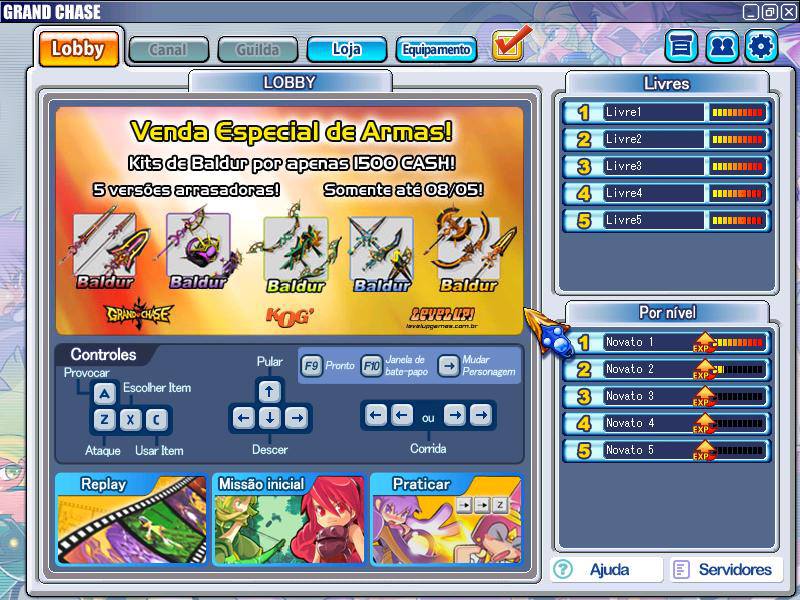 GRAND CHASE
Lobby
Canal
Guilda
Loja
Equipamento
LOBBY
Venda Especial de Armas!
Kits de Baldur por apenas 1500 CASH!
5 versões arrasadoras!
Somente até 08/05!
Baldur
Baldur
Baldur
Baldur
Baldur
GRAND CHASE
KOG
LEVEL UP!
levelupgames.com.br
Controles
Provocar
A
Escolher Item
Z X C
Ataque
Usar Item
Pular
↑
← ↓ →
Descer
F9 Pronto
F10 Janela de
bate-papo
→ Mudar
Personagem
← ← ou → →
Corrida
Replay
Missão inicial
Praticar
→ → Z
Livres
1 Livre1
2 Livre2
3 Livre3
4 Livre4
5 Livre5
Por nível
1 Novato 1 EXP
2 Novato 2 EXP
3 Novato 3 EXP
4 Novato 4 EXP
5 Novato 5 EXP
? Ajuda
Servidores